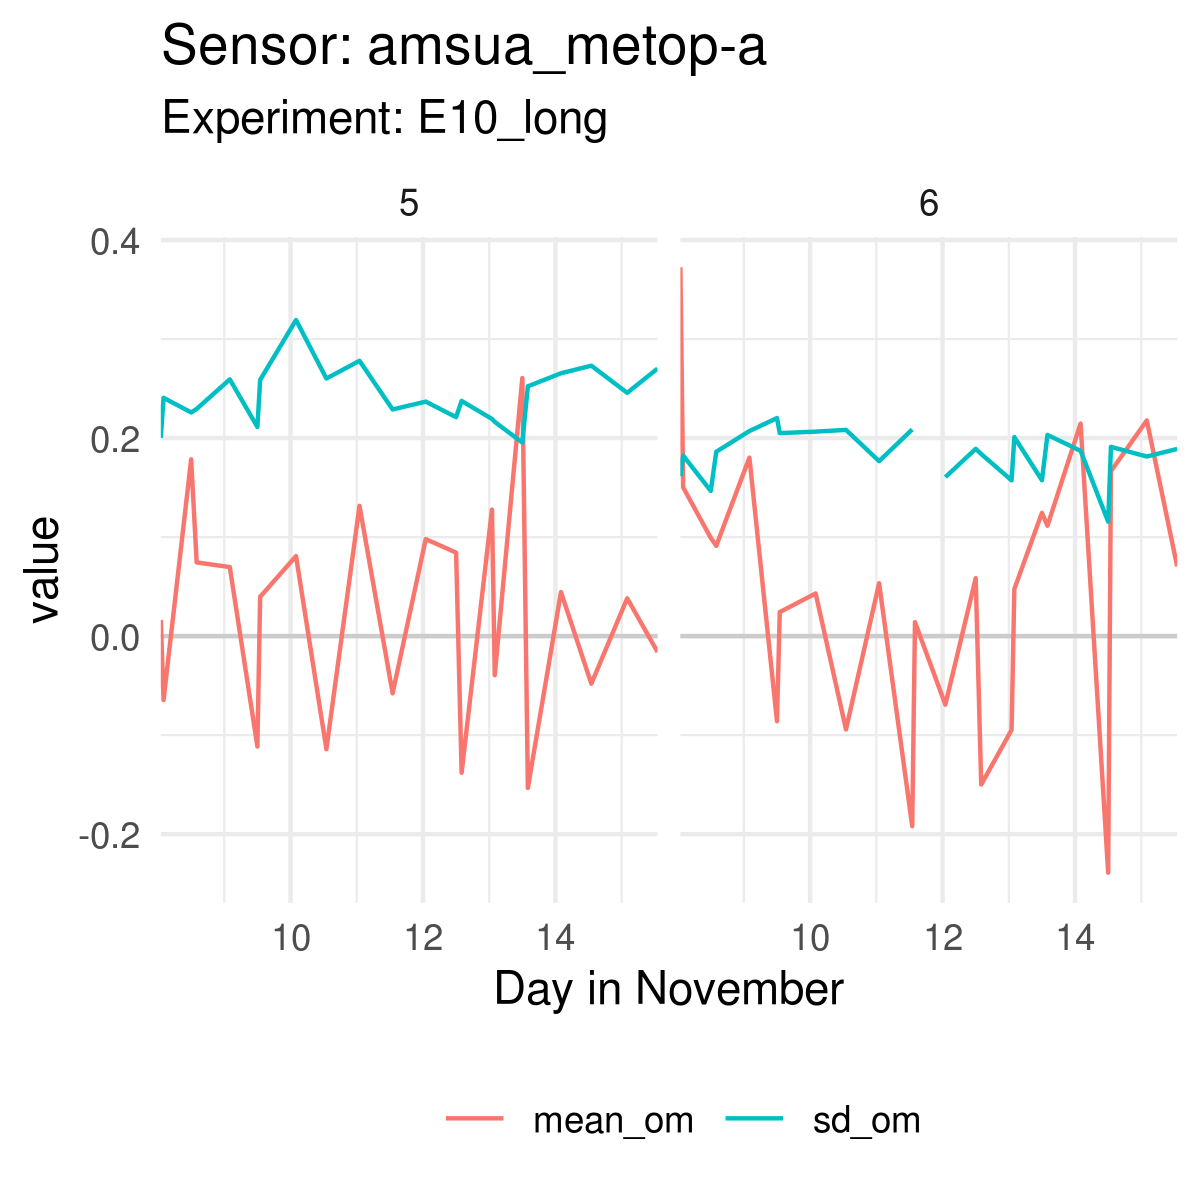 Sensor: amsua_metop-a
Experiment: E10_long
5
6
0.4
0.2
0.0
-0.2
value
10
12
14
10
12
14
Day in November
mean_om
sd_om